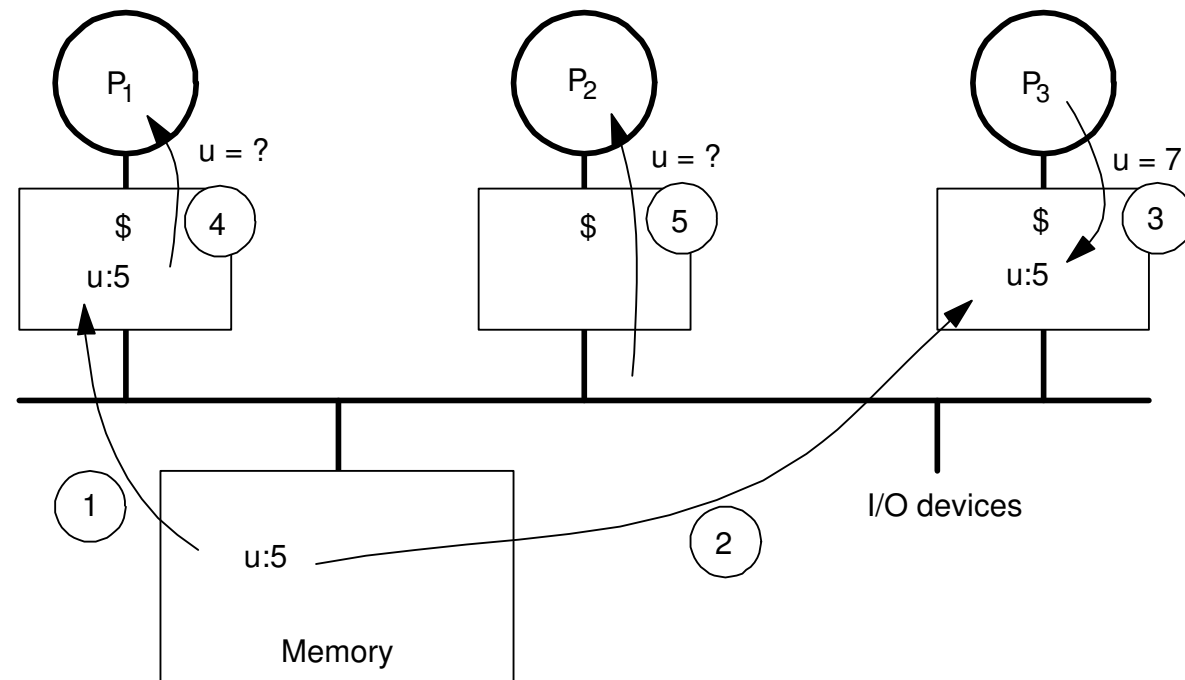 P1
P2
P3
u = ?
u = ?
u = 7
$
4
$
5
$
3
u:5
u:5
1
I/O devices
2
u:5
Memory